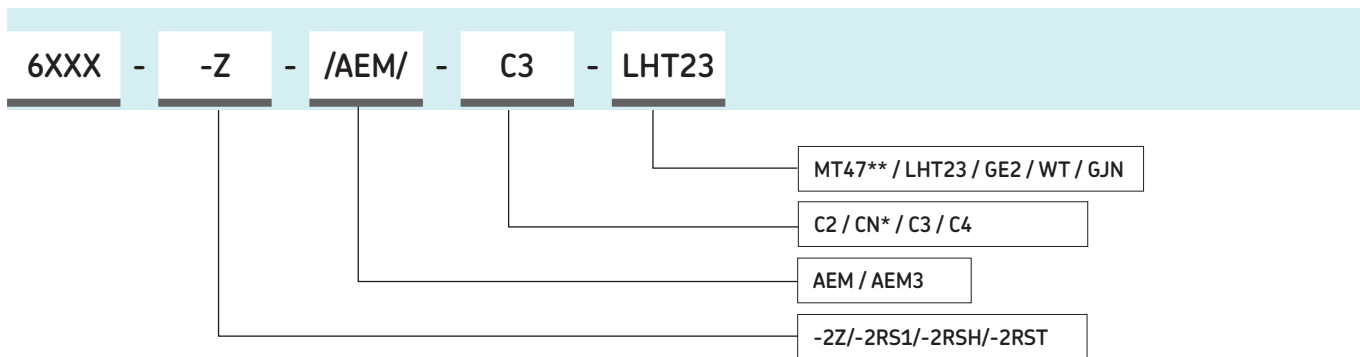 6XXX - -Z - /AEM/ - C3 - LHT23
MT47** / LHT23 / GE2 / WT / GJN
C2 / CN* / C3 / C4
AEM / AEM3
-2Z/-2RS1/-2RSH/-2RST